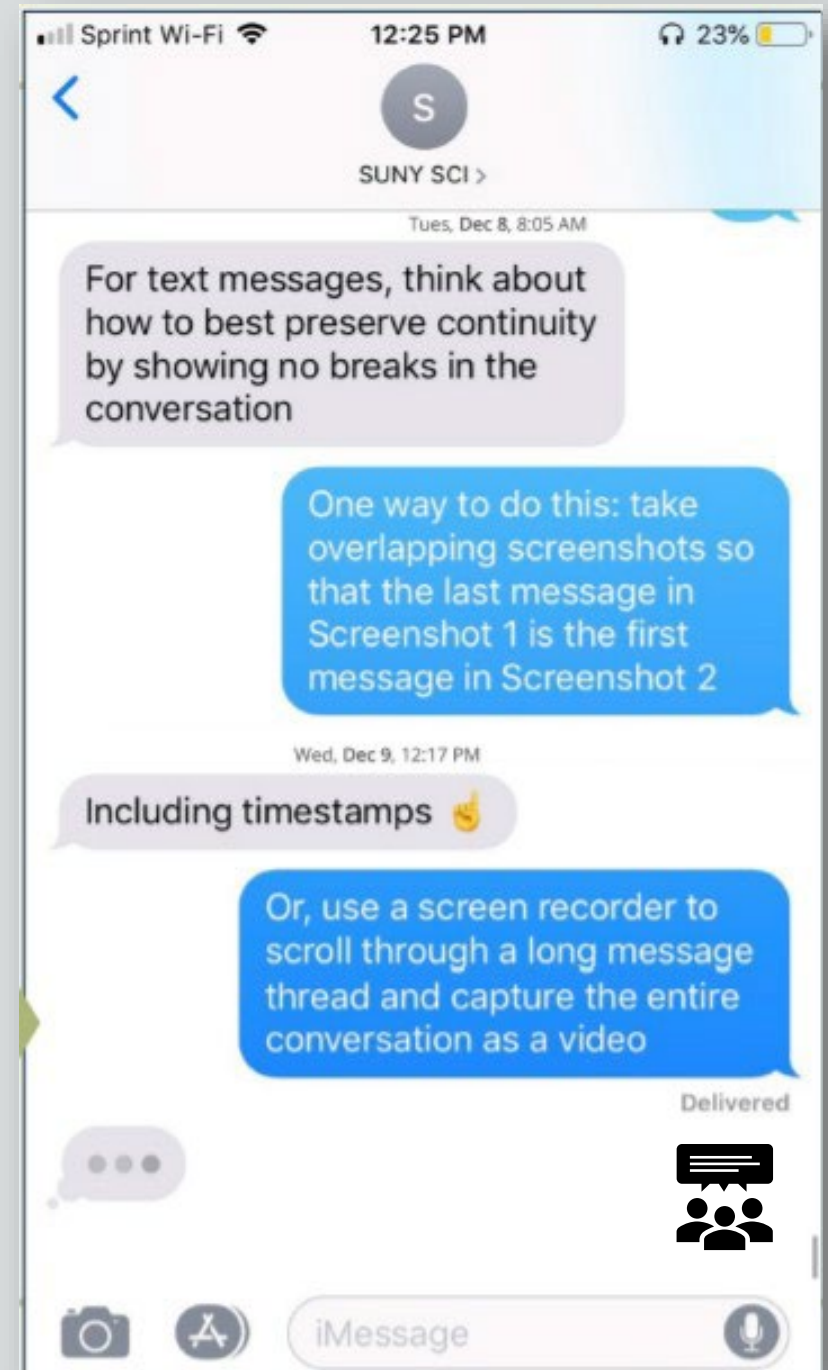 Sprint Wi-Fi 12:25 PM 23%
S
SUNY SCI >
Tues, Dec 8, 8:05 AM
For text messages, think about
how to best preserve continuity
by showing no breaks in the
conversation
One way to do this: take
overlapping screenshots so
that the last message in
Screenshot 1 is the first
message in Screenshot 2
Wed, Dec 9, 12:17 PM
Including timestamps ☝️
Or, use a screen recorder to
scroll through a long message
thread and capture the entire
conversation as a video
Delivered
iMessage